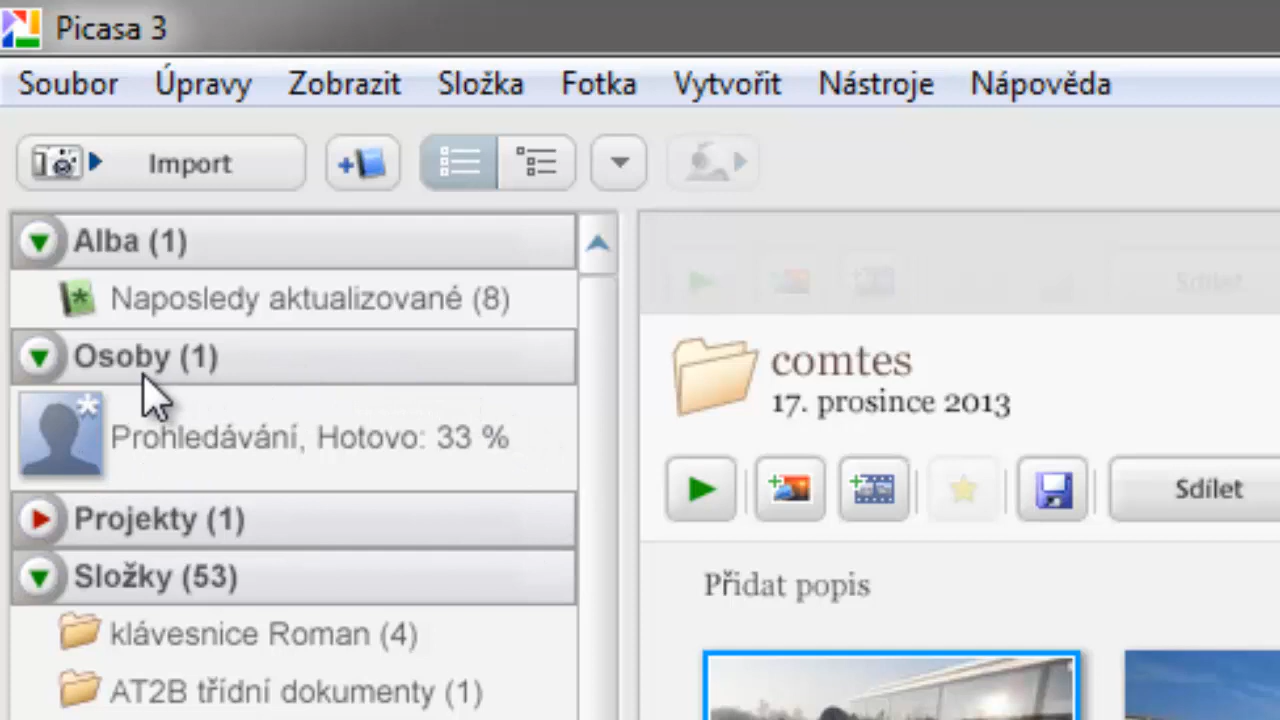 Picasa 3
Soubor Úpravy Zobrazit Složka Fotka Vytvořit Nástroje Nápověda
Import
Alba (1)
Naposledy aktualizované (8)
Osoby (1)
Prohledávání, Hotovo: 33 %
Projekty (1)
Složky (53)
klávesnice Roman (4)
AT2B třídní dokumenty (1)
Sdílet
comtes
17. prosince 2013
Sdílet
Přidat popis